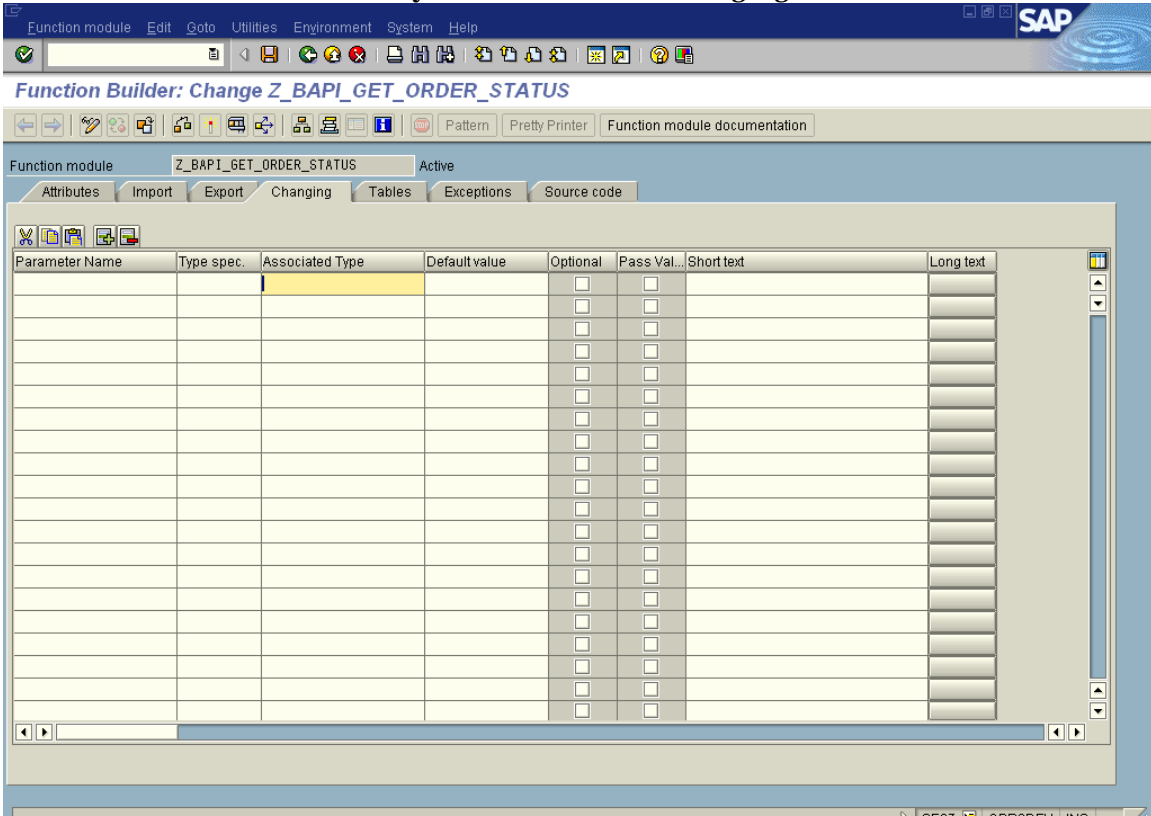 Function module Edit Goto Utilities Environment System Help
SAP
Function Builder: Change Z_BAPI_GET_ORDER_STATUS
Pattern Pretty Printer Function module documentation
Function module Z_BAPI_GET_ORDER_STATUS Active
Attributes Import Export Changing Tables Exceptions Source code
Parameter Name Type spec. Associated Type Default value Optional Pass Val... Short text Long text